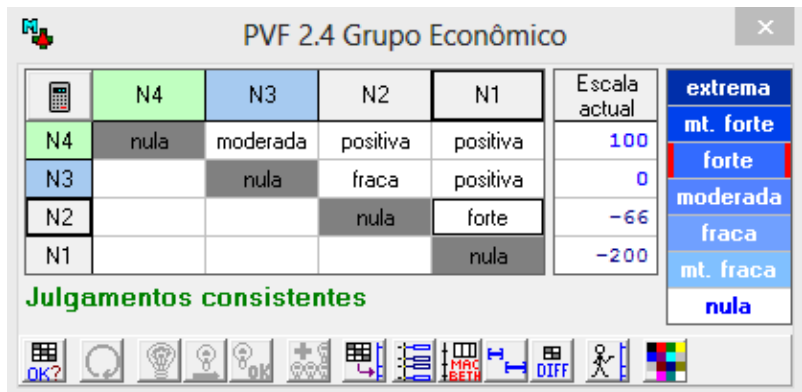 PVF 2.4 Grupo Econômico
N4 N3 N2 N1 Escala actual
N4 nula moderada positiva positiva 100
N3 nula fraca positiva 0
N2 nula forte -66
N1 nula -200
extrema
mt. forte
forte
moderada
fraca
mt. fraca
nula
Julgamentos consistentes
OK? OK MAC BETH DIFF